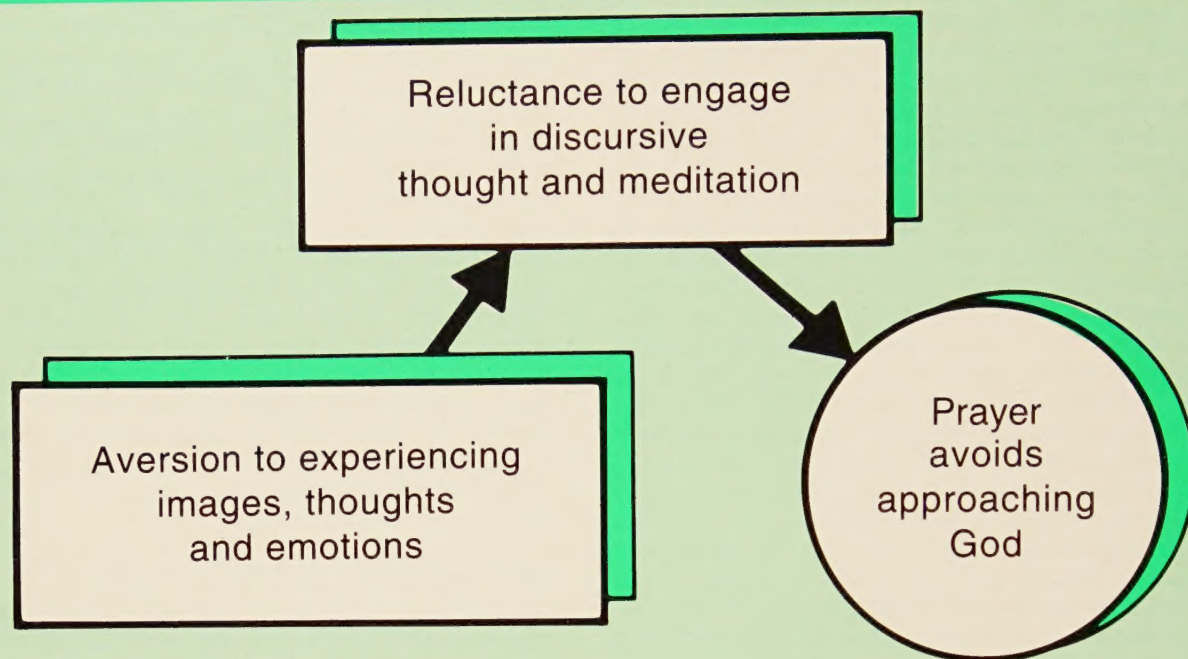 Reluctance to engage
in discursive
thought and meditation
Aversion to experiencing
images, thoughts
and emotions
Prayer
avoids
approaching
God